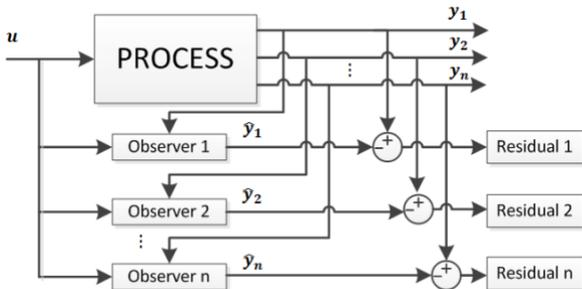 u
PROCESS
y₁
y₂
⋮
yₙ
Observer 1
ŷ₁
− +
Residual 1
Observer 2
ŷ₂
− +
Residual 2
⋮
Observer n
ŷₙ
− +
Residual n